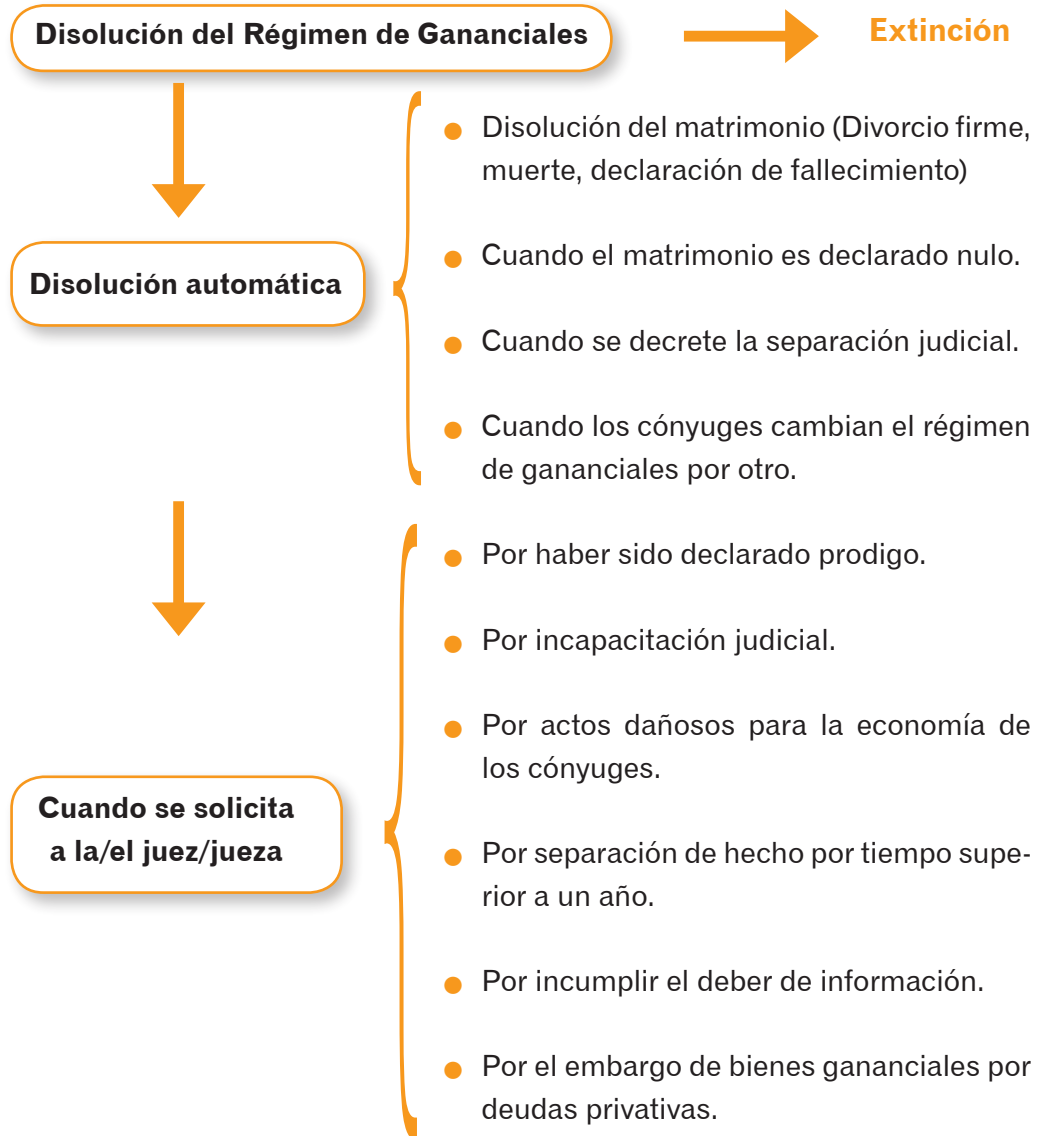 Disolución del Régimen de Gananciales
Extinción
Disolución automática
Disolución del matrimonio (Divorcio firme,
muerte, declaración de fallecimiento)
Cuando el matrimonio es declarado nulo.
Cuando se decrete la separación judicial.
Cuando los cónyuges cambian el régimen
de gananciales por otro.
Cuando se solicita
a la/el juez/jueza
Por haber sido declarado prodigo.
Por incapacitación judicial.
Por actos dañosos para la economía de
los cónyuges.
Por separación de hecho por tiempo supe-
rior a un año.
Por incumplir el deber de información.
Por el embargo de bienes gananciales por
deudas privativas.